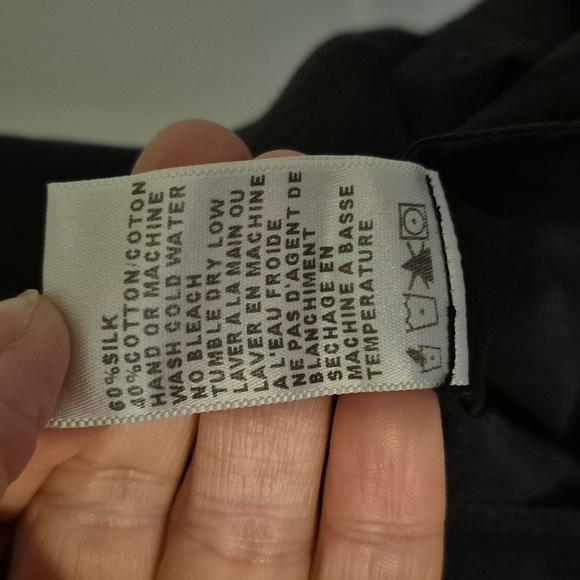 60%SILK
40%COTTON/COTON
HAND OR MACHINE
WASH COLD WATER
NO BLEACH
TUMBLE DRY LOW
LAVER A LA MAIN OU
LAVER EN MACHINE
A L'EAU FROIDE
NE PAS D'AGENT DE
BLANCHIMENT
SECHAGE EN
MACHINE A BASSE
TEMPERATURE